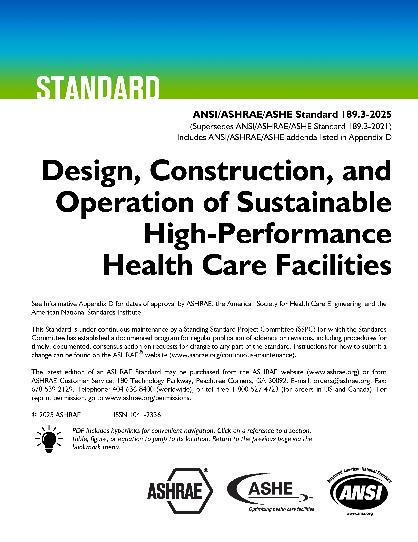 STANDARD
ANSI/ASHRAE/ASHE Standard 189.3-2025
(Supersedes ANSI/ASHRAE/ASHE Standard 189.3-2021)
Includes ANSI/ASHRAE/ASHE addenda listed in Appendix D
Design, Construction, and
Operation of Sustainable
High-Performance
Health Care Facilities
See Informative Appendix D for dates of approval by ASHRAE, the American Society for Health Care Engineering, and the
American National Standards Institute.
This Standard is under continuous maintenance by a Standing Standard Project Committee (SSPC) for which the Standards
Committee has established a documented program for regular publication of addenda or revisions, including procedures for
timely, documented, consensus action on requests for change to any part of the Standard. Instructions for how to submit a
change can be found on the ASHRAE® website (www.ashrae.org/continuous-maintenance).
The latest edition of an ASHRAE Standard may be purchased from the ASHRAE website (www.ashrae.org) or from
ASHRAE Customer Service, 180 Technology Parkway, Peachtree Corners, GA 30092. E-mail: orders@ashrae.org. Fax:
678-539-2129. Telephone: 404-636-8400 (worldwide), or toll free 1-800-527-4723 (for orders in US and Canada). For
reprint permission, go to www.ashrae.org/permissions.
© 2025 ASHRAE ISSN 1041-2336
PDF includes hyperlinks for convenient navigation. Click on a reference to a section,
table, figure, or equation to jump to its location. Return to the previous page via the
bookmark menu.
ASHRAE
ASHE
Optimizing health care facilities
ANSI